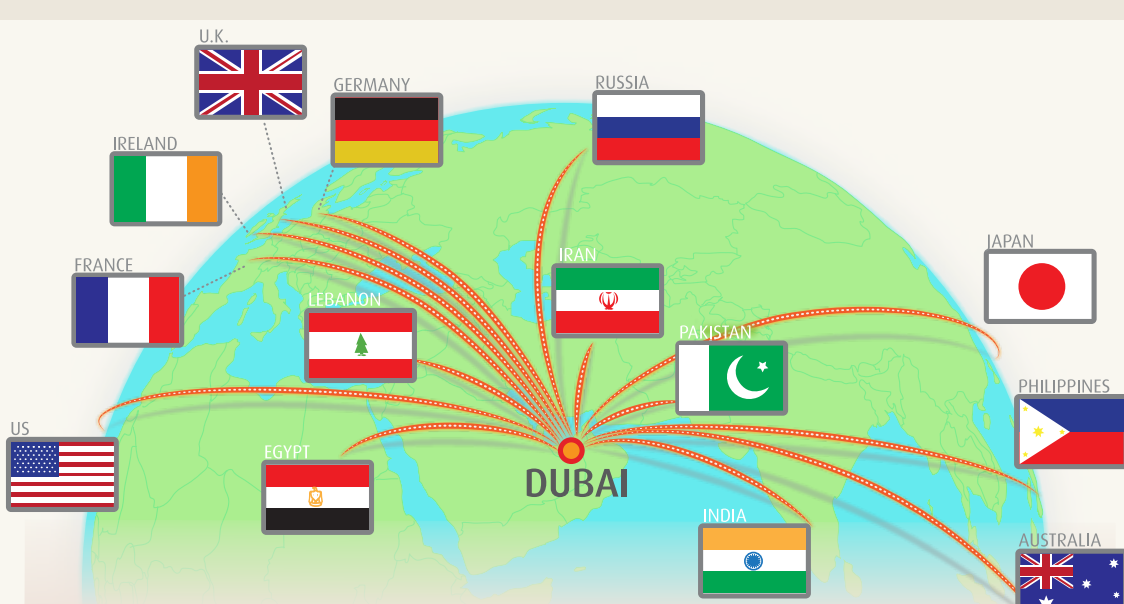 U.K.
GERMANY
RUSSIA
IRELAND
JAPAN
IRAN
FRANCE
LEBANON
PAKISTAN
PHILIPPINES
US
EGYPT
DUBAI
INDIA
AUSTRALIA